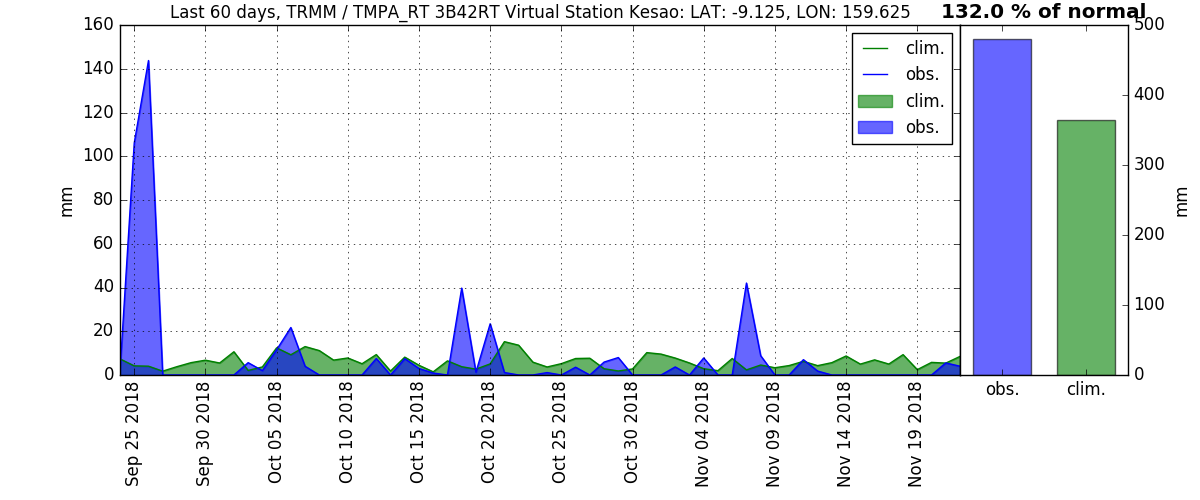 Last 60 days, TRMM / TMPA_RT 3B42RT Virtual Station Kesao: LAT: -9.125, LON: 159.625
132.0 % of normal
160
140
120
100
80
60
40
20
0
mm
clim.
obs.
clim.
obs.
Sep 25 2018
Sep 30 2018
Oct 05 2018
Oct 10 2018
Oct 15 2018
Oct 20 2018
Oct 25 2018
Oct 30 2018
Nov 04 2018
Nov 09 2018
Nov 14 2018
Nov 19 2018
500
400
300
200
100
0
mm
obs.
clim.